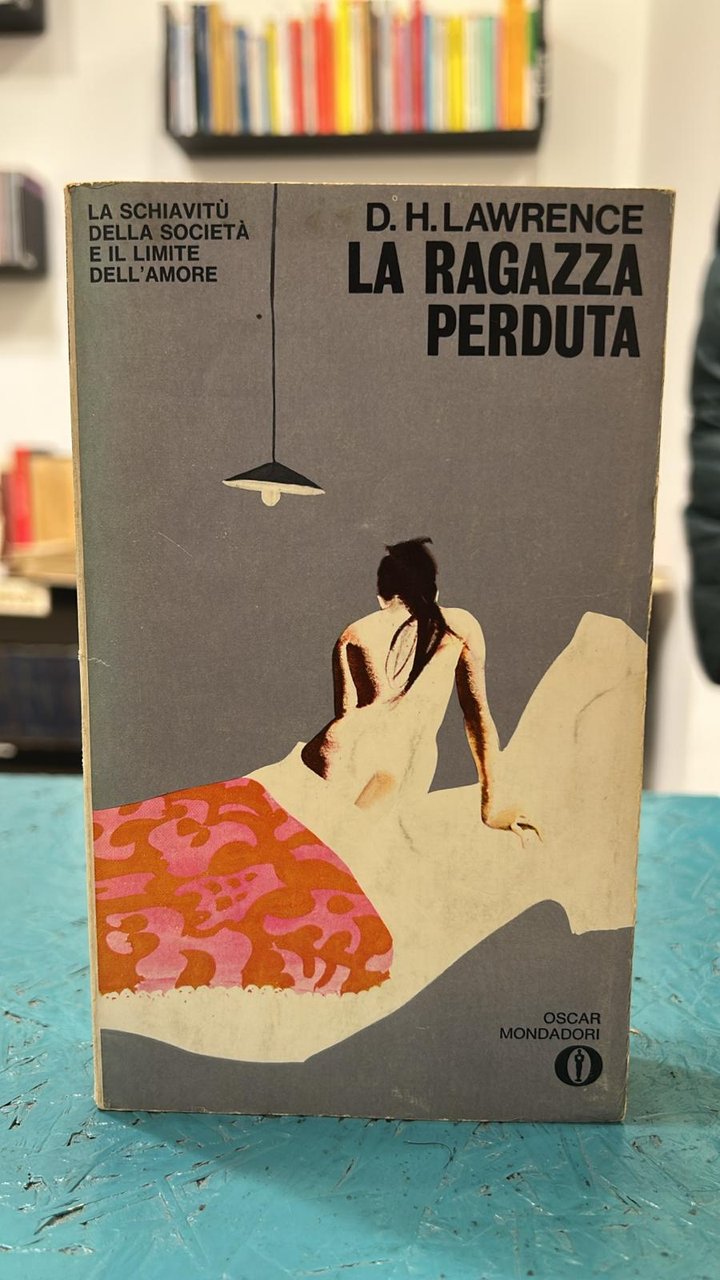 LA SCHIAVITÙ
DELLA SOCIETÀ
E IL LIMITE
DELL'AMORE
D. H. LAWRENCE
LA RAGAZZA
PERDUTA
OSCAR
MONDADORI